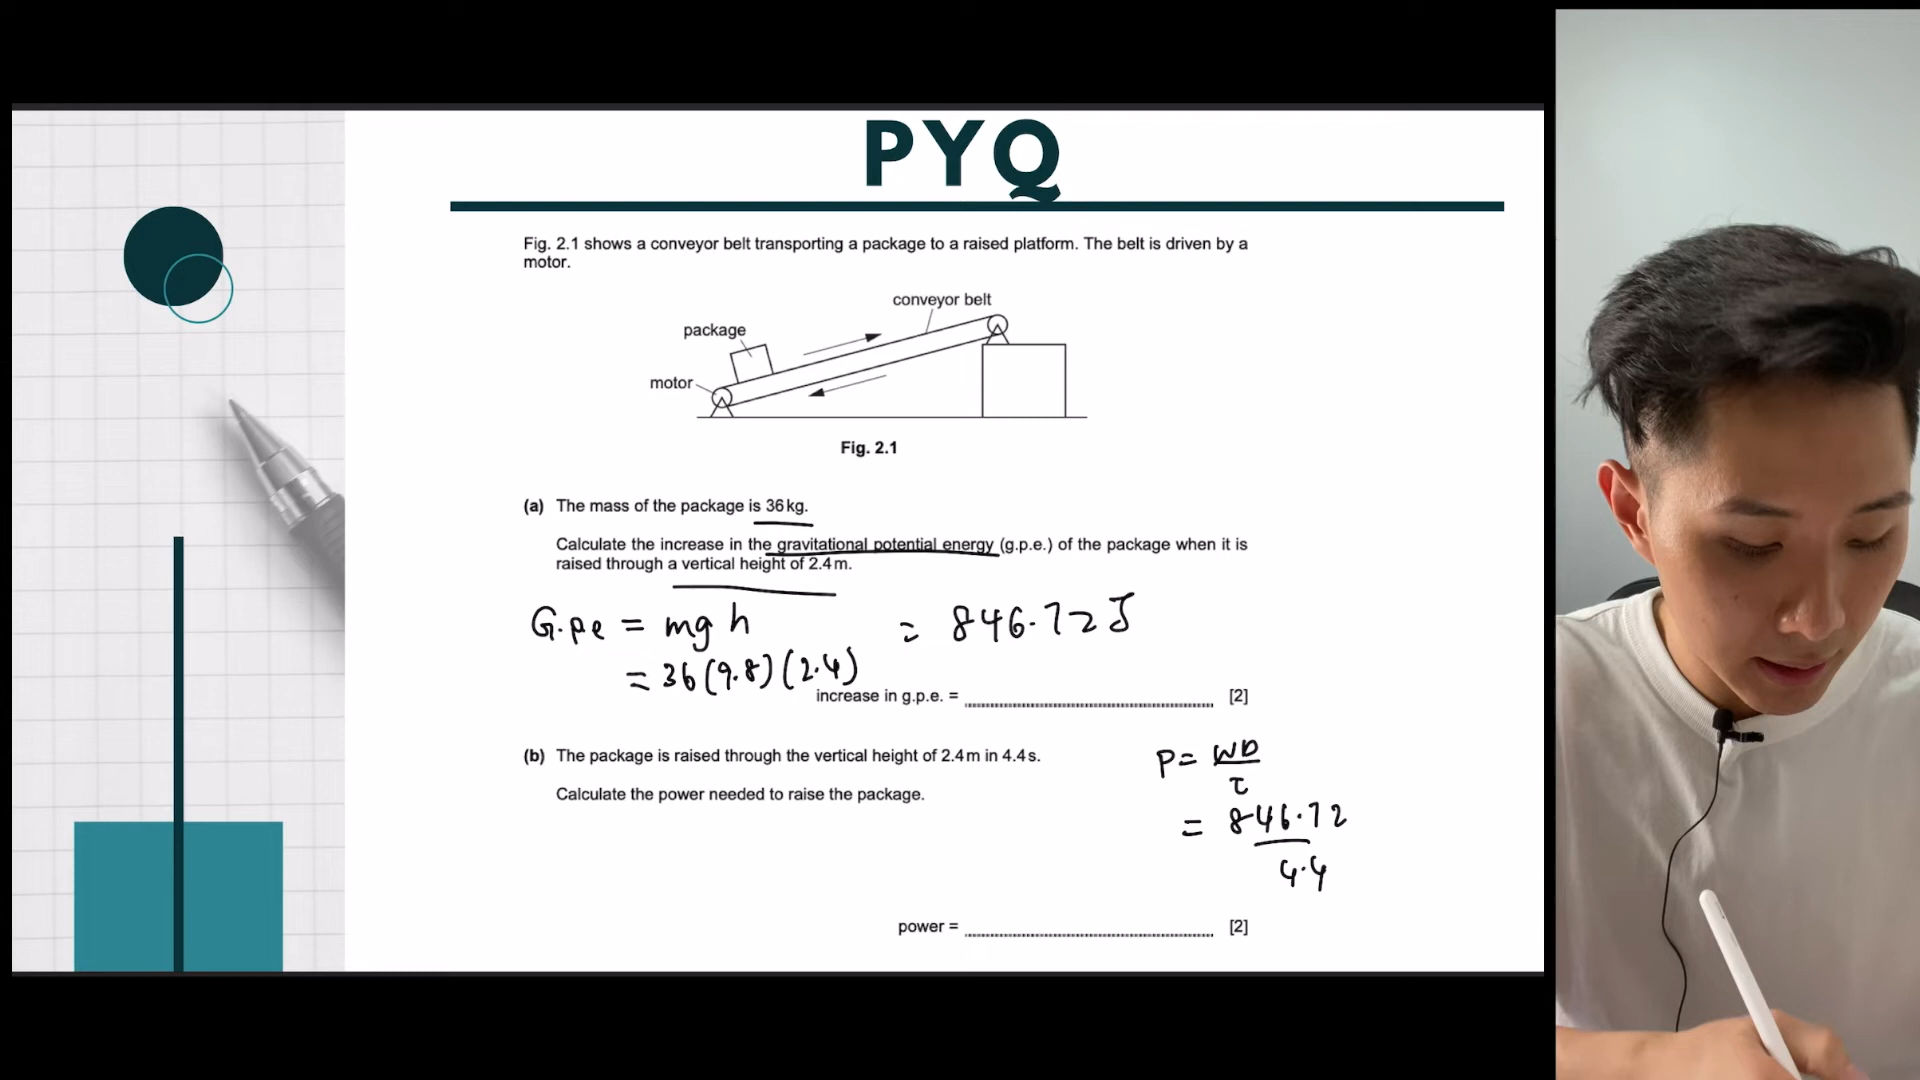 PYQ
Fig. 2.1 shows a conveyor belt transporting a package to a raised platform. The belt is driven by a
motor.
conveyor belt
package
motor
Fig. 2.1
(a) The mass of the package is 36 kg.
Calculate the increase in the gravitational potential energy (g.p.e.) of the package when it is
raised through a vertical height of 2.4 m.
G.pe = mgh = 846.72J
= 36(9.8)(2.4)
increase in g.p.e. = ........................................ [2]
(b) The package is raised through the vertical height of 2.4 m in 4.4 s.
P = WD
t
Calculate the power needed to raise the package.
= 846.72
4.4
power = ........................................ [2]